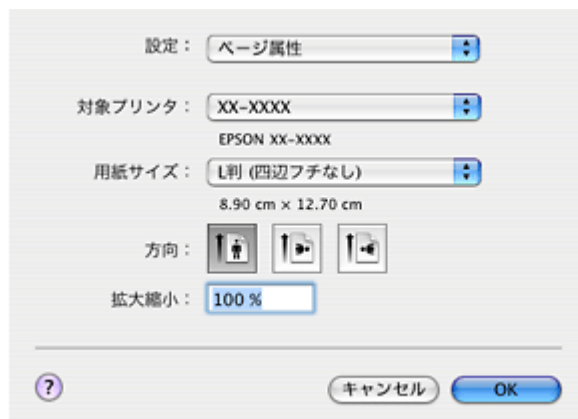 設定： ページ属性
対象プリンタ： XX-XXXX
EPSON XX-XXXX
用紙サイズ： L判 (四辺フチなし)
8.90 cm × 12.70 cm
方向：
拡大縮小： 100 %
? キャンセル OK